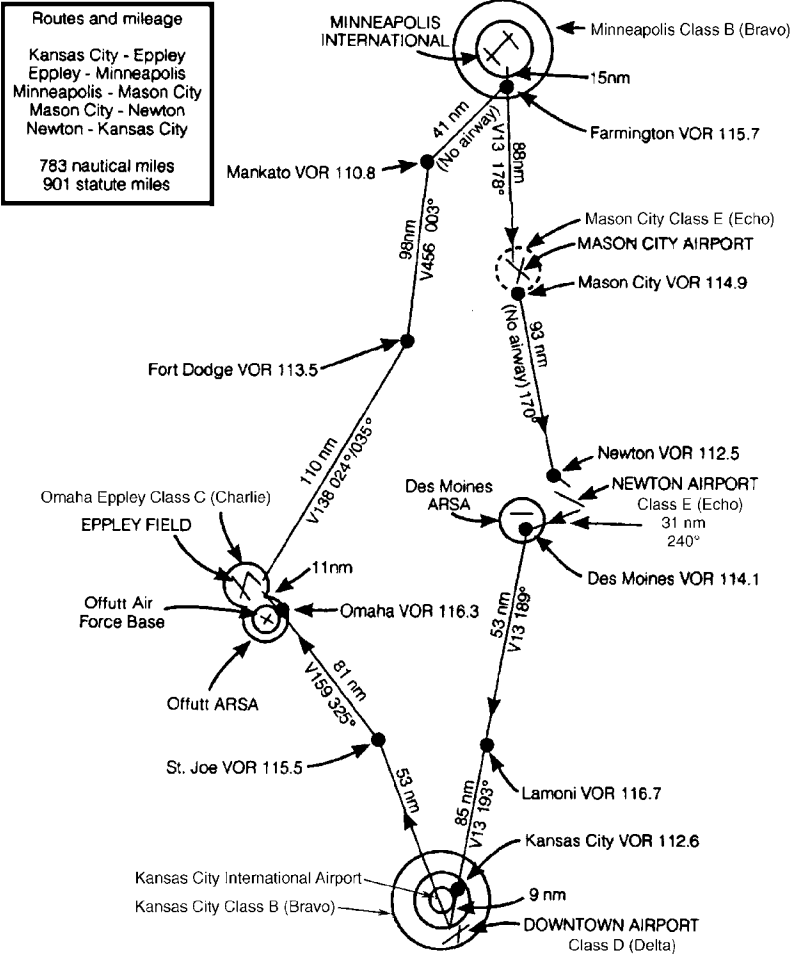 Routes and mileage
Kansas City - Eppley
Eppley - Minneapolis
Minneapolis - Mason City
Mason City - Newton
Newton - Kansas City
783 nautical miles
901 statute miles
MINNEAPOLIS
INTERNATIONAL
Minneapolis Class B (Bravo)
15nm
Farmington VOR 115.7
41 nm
(No airway)
88nm
V13 178°
Mankato VOR 110.8
Mason City Class E (Echo)
MASON CITY AIRPORT
Mason City VOR 114.9
98nm
V456 003°
93 nm
(No airway) 170°
Fort Dodge VOR 113.5
Newton VOR 112.5
NEWTON AIRPORT
Class E (Echo)
31 nm
240°
Des Moines
ARSA
Des Moines VOR 114.1
110 nm
V138 024°/035°
Omaha Eppley Class C (Charlie)
EPPLEY FIELD
11nm
Offutt Air
Force Base
Omaha VOR 116.3
Offutt ARSA
53 nm
V13 189°
81 nm
V159 325°
St. Joe VOR 115.5
Lamoni VOR 116.7
53 nm
85 nm
V13 193°
Kansas City VOR 112.6
Kansas City International Airport
Kansas City Class B (Bravo)
9 nm
DOWNTOWN AIRPORT
Class D (Delta)